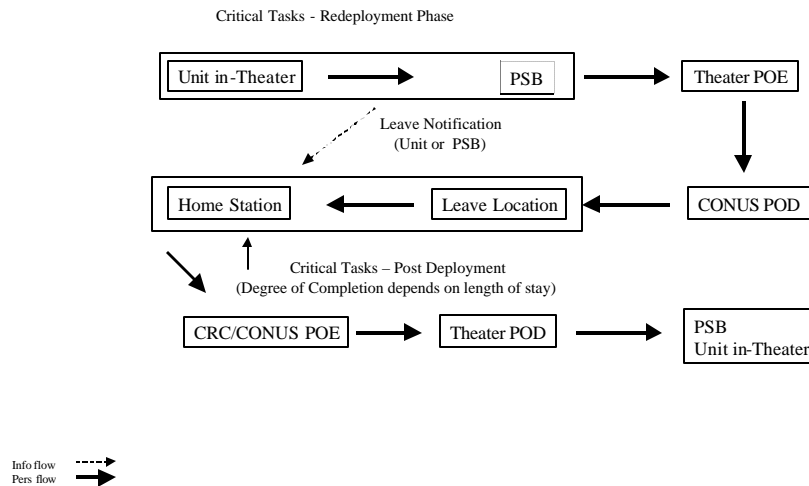 Critical Tasks - Redeployment Phase
Unit in-Theater
PSB
Theater POE
Leave Notification
(Unit or PSB)
Home Station
Leave Location
CONUS POD
Critical Tasks – Post Deployment
(Degree of Completion depends on length of stay)
CRC/CONUS POE
Theater POD
PSB
Unit in-Theater
Info flow
Pers flow